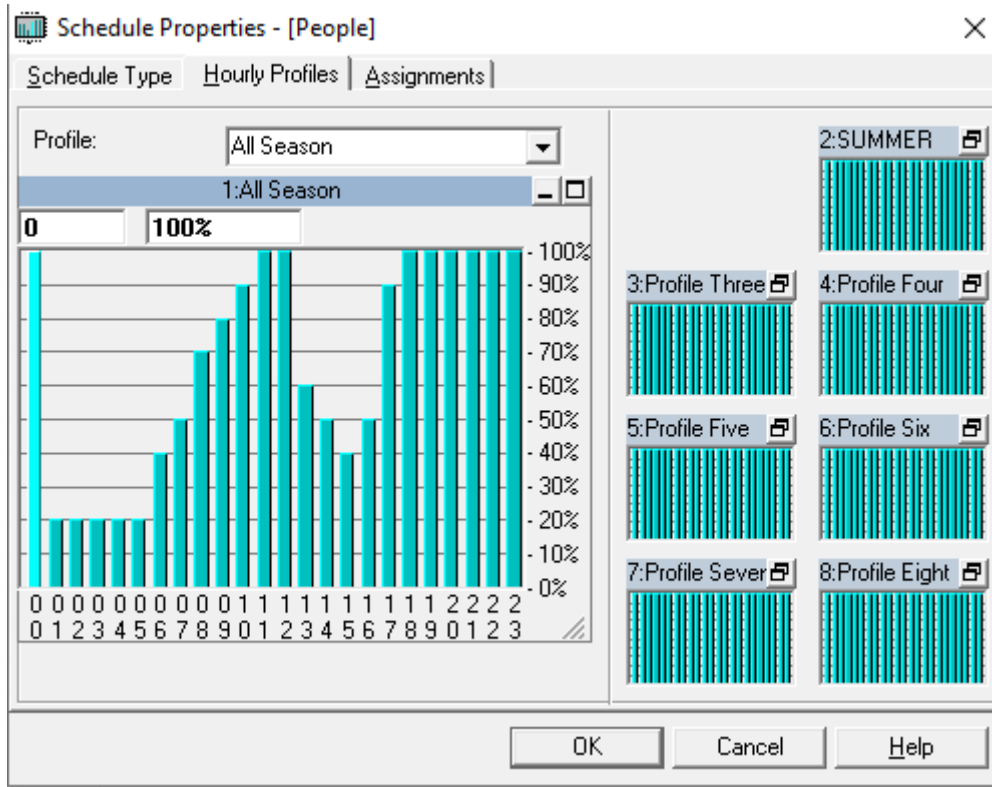 Schedule Properties - [People]
Schedule Type Hourly Profiles Assignments
Profile: All Season
1:All Season
0 100%
100%
90%
80%
70%
60%
50%
40%
30%
20%
10%
0%
0 0 0 0 0 0 0 0 0 0 1 1 1 1 1 1 1 1 1 1 2 2 2 2
0 1 2 3 4 5 6 7 8 9 0 1 2 3 4 5 6 7 8 9 0 1 2 3
2:SUMMER
3:Profile Three 4:Profile Four
5:Profile Five 6:Profile Six
7:Profile Sever 8:Profile Eight
OK Cancel Help